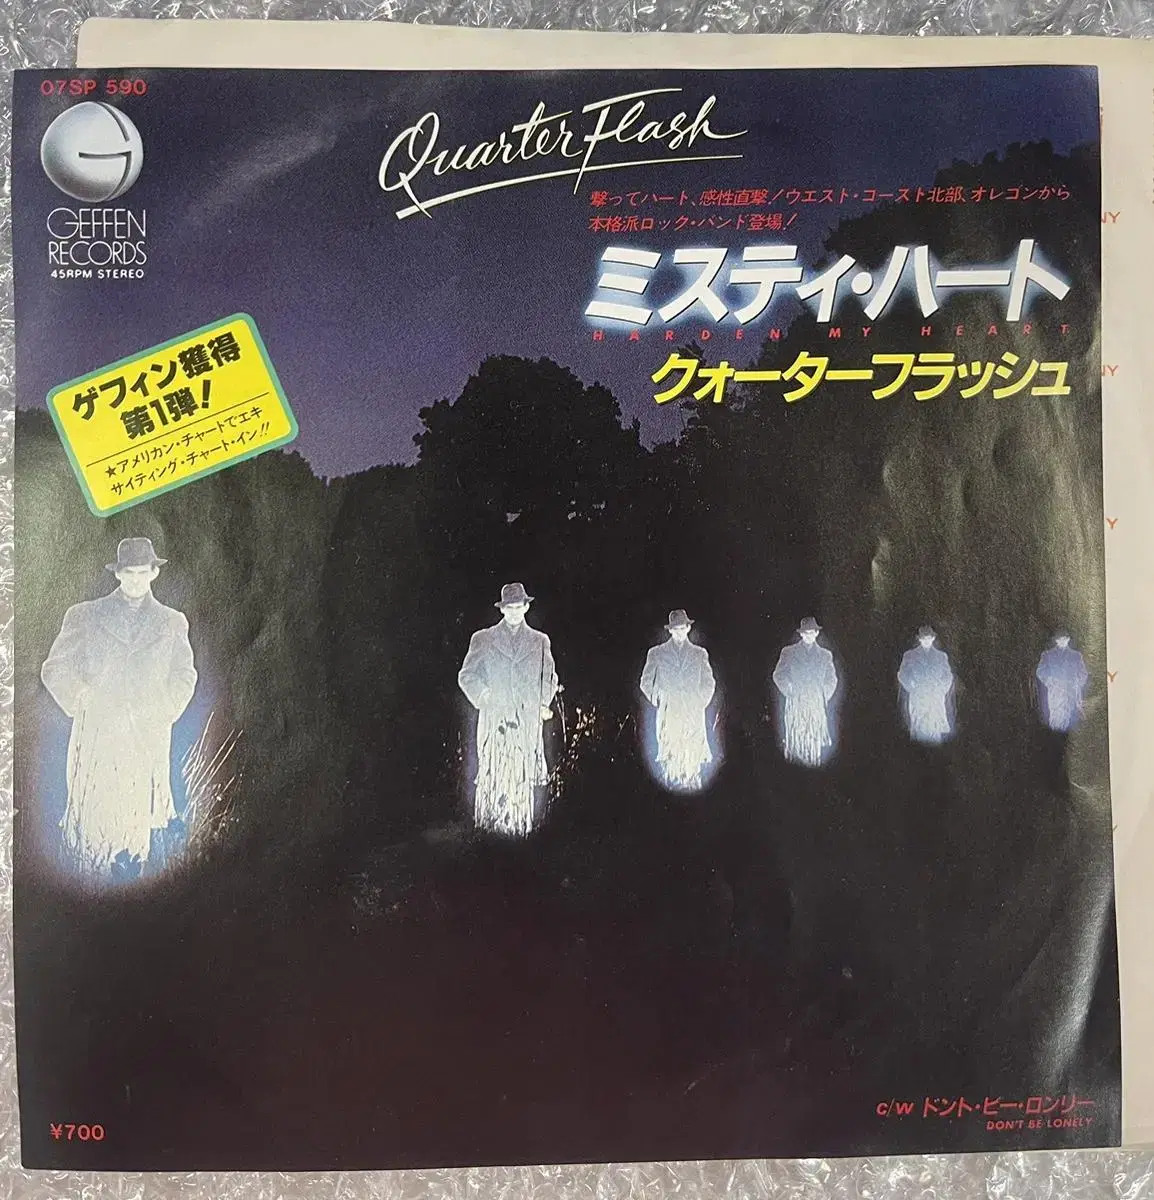 07SP 590
GEFFEN
RECORDS
45RPM STEREO
Quarter Flash
撃ってハート、感性直撃!ウエスト・コースト北部、オレゴンから
本格派ロック・バンド登場!
ミスティ・ハート
HARDEN MY HEART
クォーターフラッシュ
ゲフィン獲得
第1弾!
★アメリカン・チャートでエキ
サイティング・チャート・イン!!
¥700
c/w ドント・ビー・ロンリー
DON'T BE LONELY
NY
NY
Y
Y